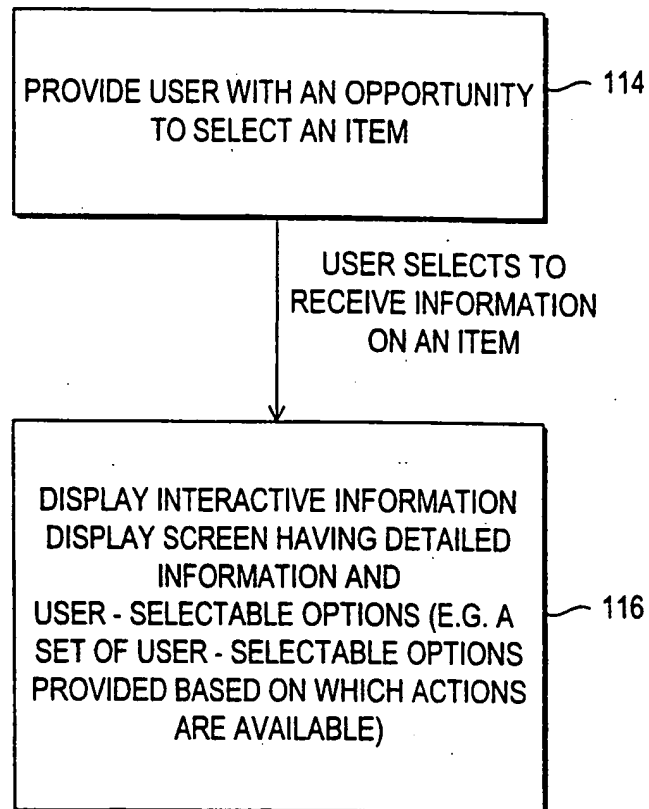 PROVIDE USER WITH AN OPPORTUNITY
TO SELECT AN ITEM
114
USER SELECTS TO
RECEIVE INFORMATION
ON AN ITEM
DISPLAY INTERACTIVE INFORMATION
DISPLAY SCREEN HAVING DETAILED
INFORMATION AND
USER - SELECTABLE OPTIONS (E.G. A
SET OF USER - SELECTABLE OPTIONS
PROVIDED BASED ON WHICH ACTIONS
ARE AVAILABLE)
116